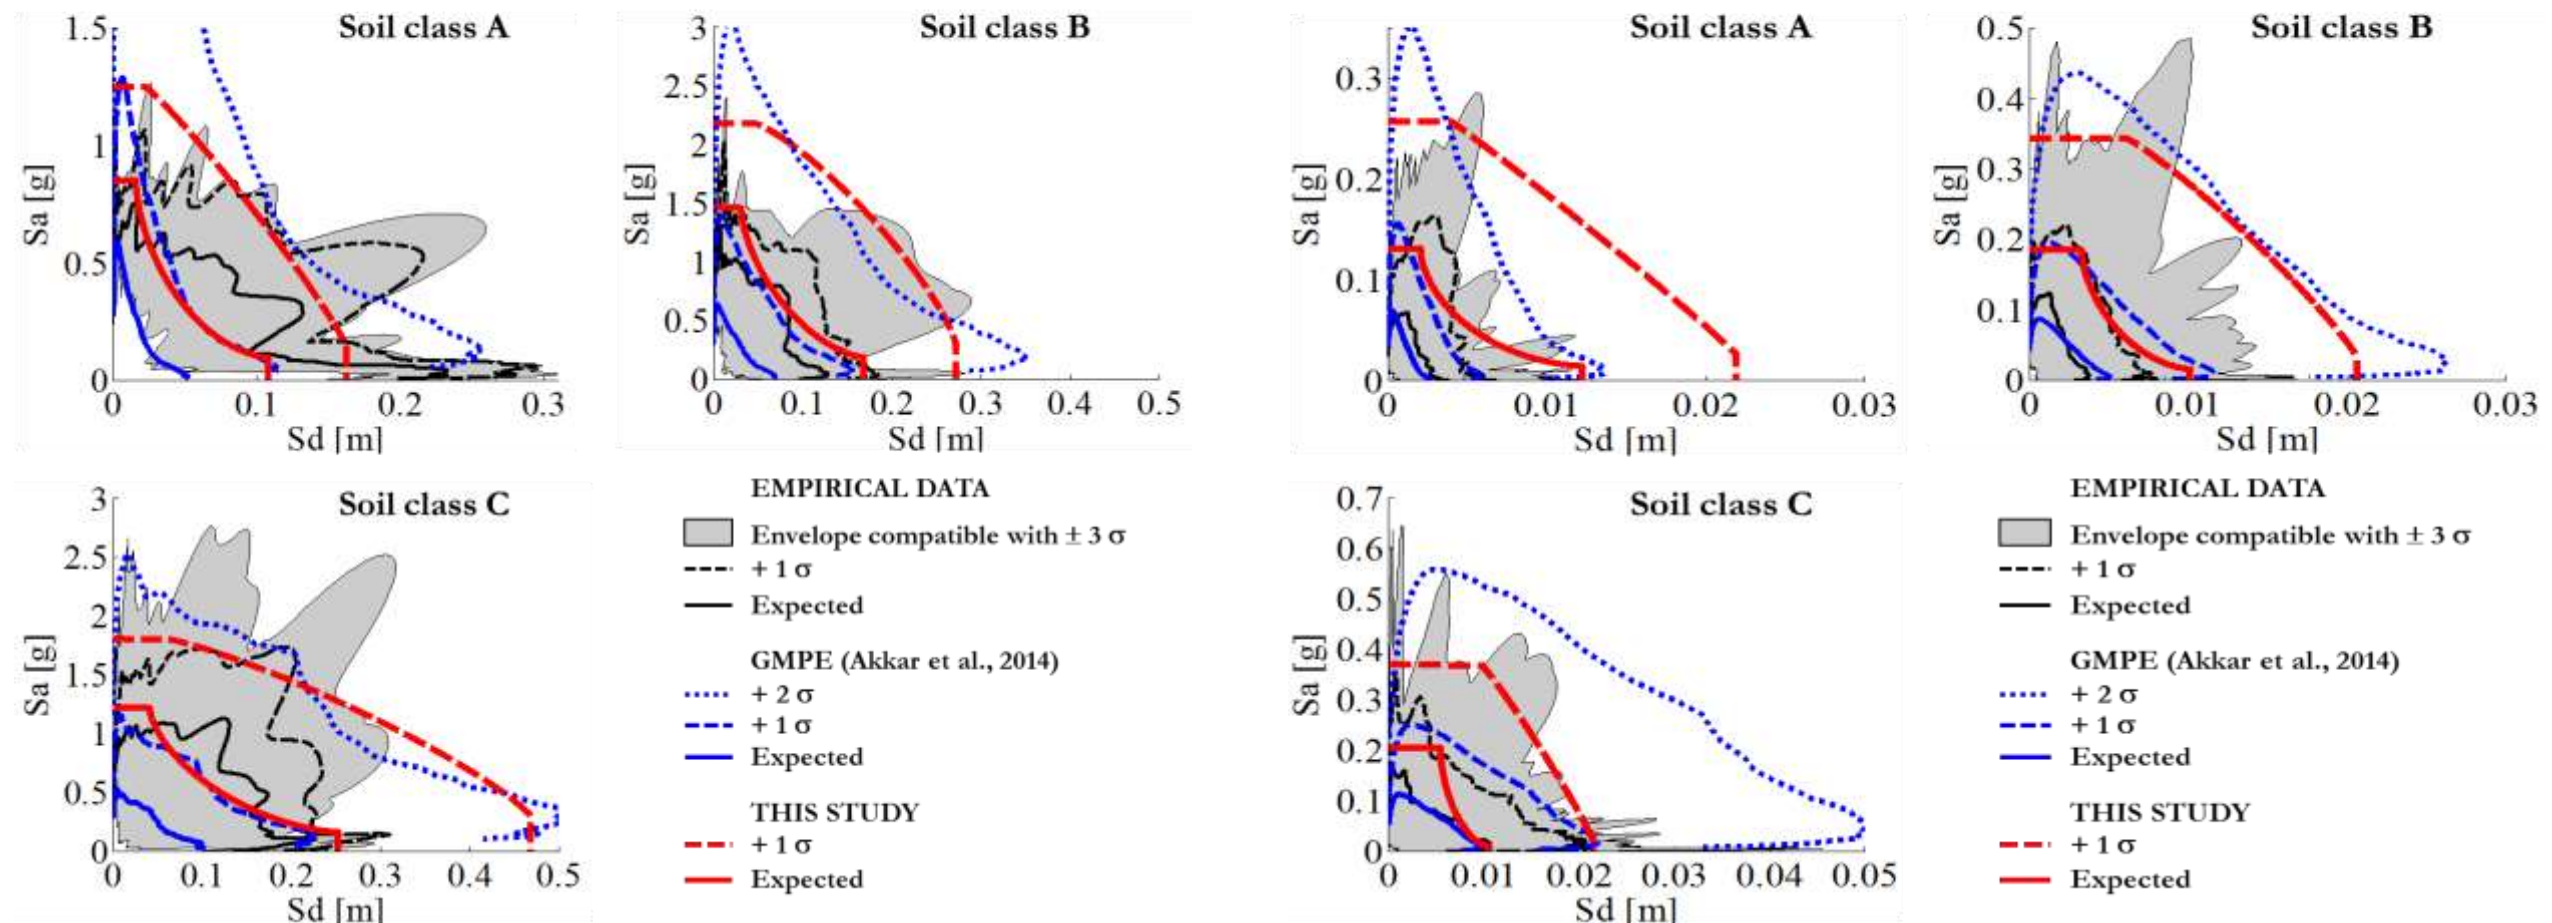 Soil class A
1.5
1
0.5
0
Sa [g]
0 0.1 0.2 0.3
Sd [m]
Soil class B
3
2.5
2
1.5
1
0.5
0
Sa [g]
0 0.1 0.2 0.3 0.4 0.5
Sd [m]
Soil class C
3
2.5
2
1.5
1
0.5
0
Sa [g]
0 0.1 0.2 0.3 0.4 0.5
Sd [m]
EMPIRICAL DATA
Envelope compatible with ± 3 σ
+ 1 σ
Expected
GMPE (Akkar et al., 2014)
+ 2 σ
+ 1 σ
Expected
THIS STUDY
+ 1 σ
Expected
Soil class A
0.3
0.2
0.1
0
Sa [g]
0 0.01 0.02 0.03
Sd [m]
Soil class B
0.5
0.4
0.3
0.2
0.1
0
Sa [g]
0 0.01 0.02 0.03
Sd [m]
Soil class C
0.7
0.6
0.5
0.4
0.3
0.2
0.1
0
Sa [g]
0 0.01 0.02 0.03 0.04 0.05
Sd [m]
EMPIRICAL DATA
Envelope compatible with ± 3 σ
+ 1 σ
Expected
GMPE (Akkar et al., 2014)
+ 2 σ
+ 1 σ
Expected
THIS STUDY
+ 1 σ
Expected